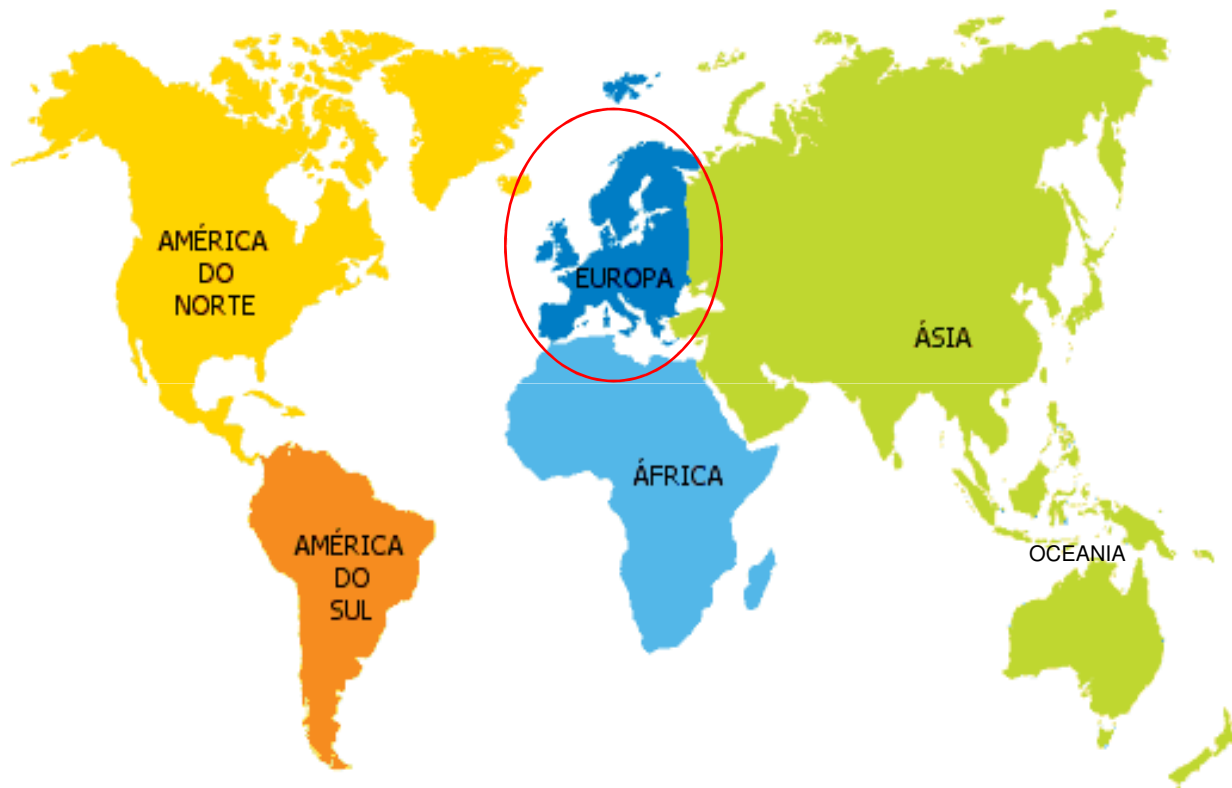 AMÉRICA
DO
NORTE
EUROPA
ÁSIA
ÁFRICA
AMÉRICA
DO
SUL
OCEANIA